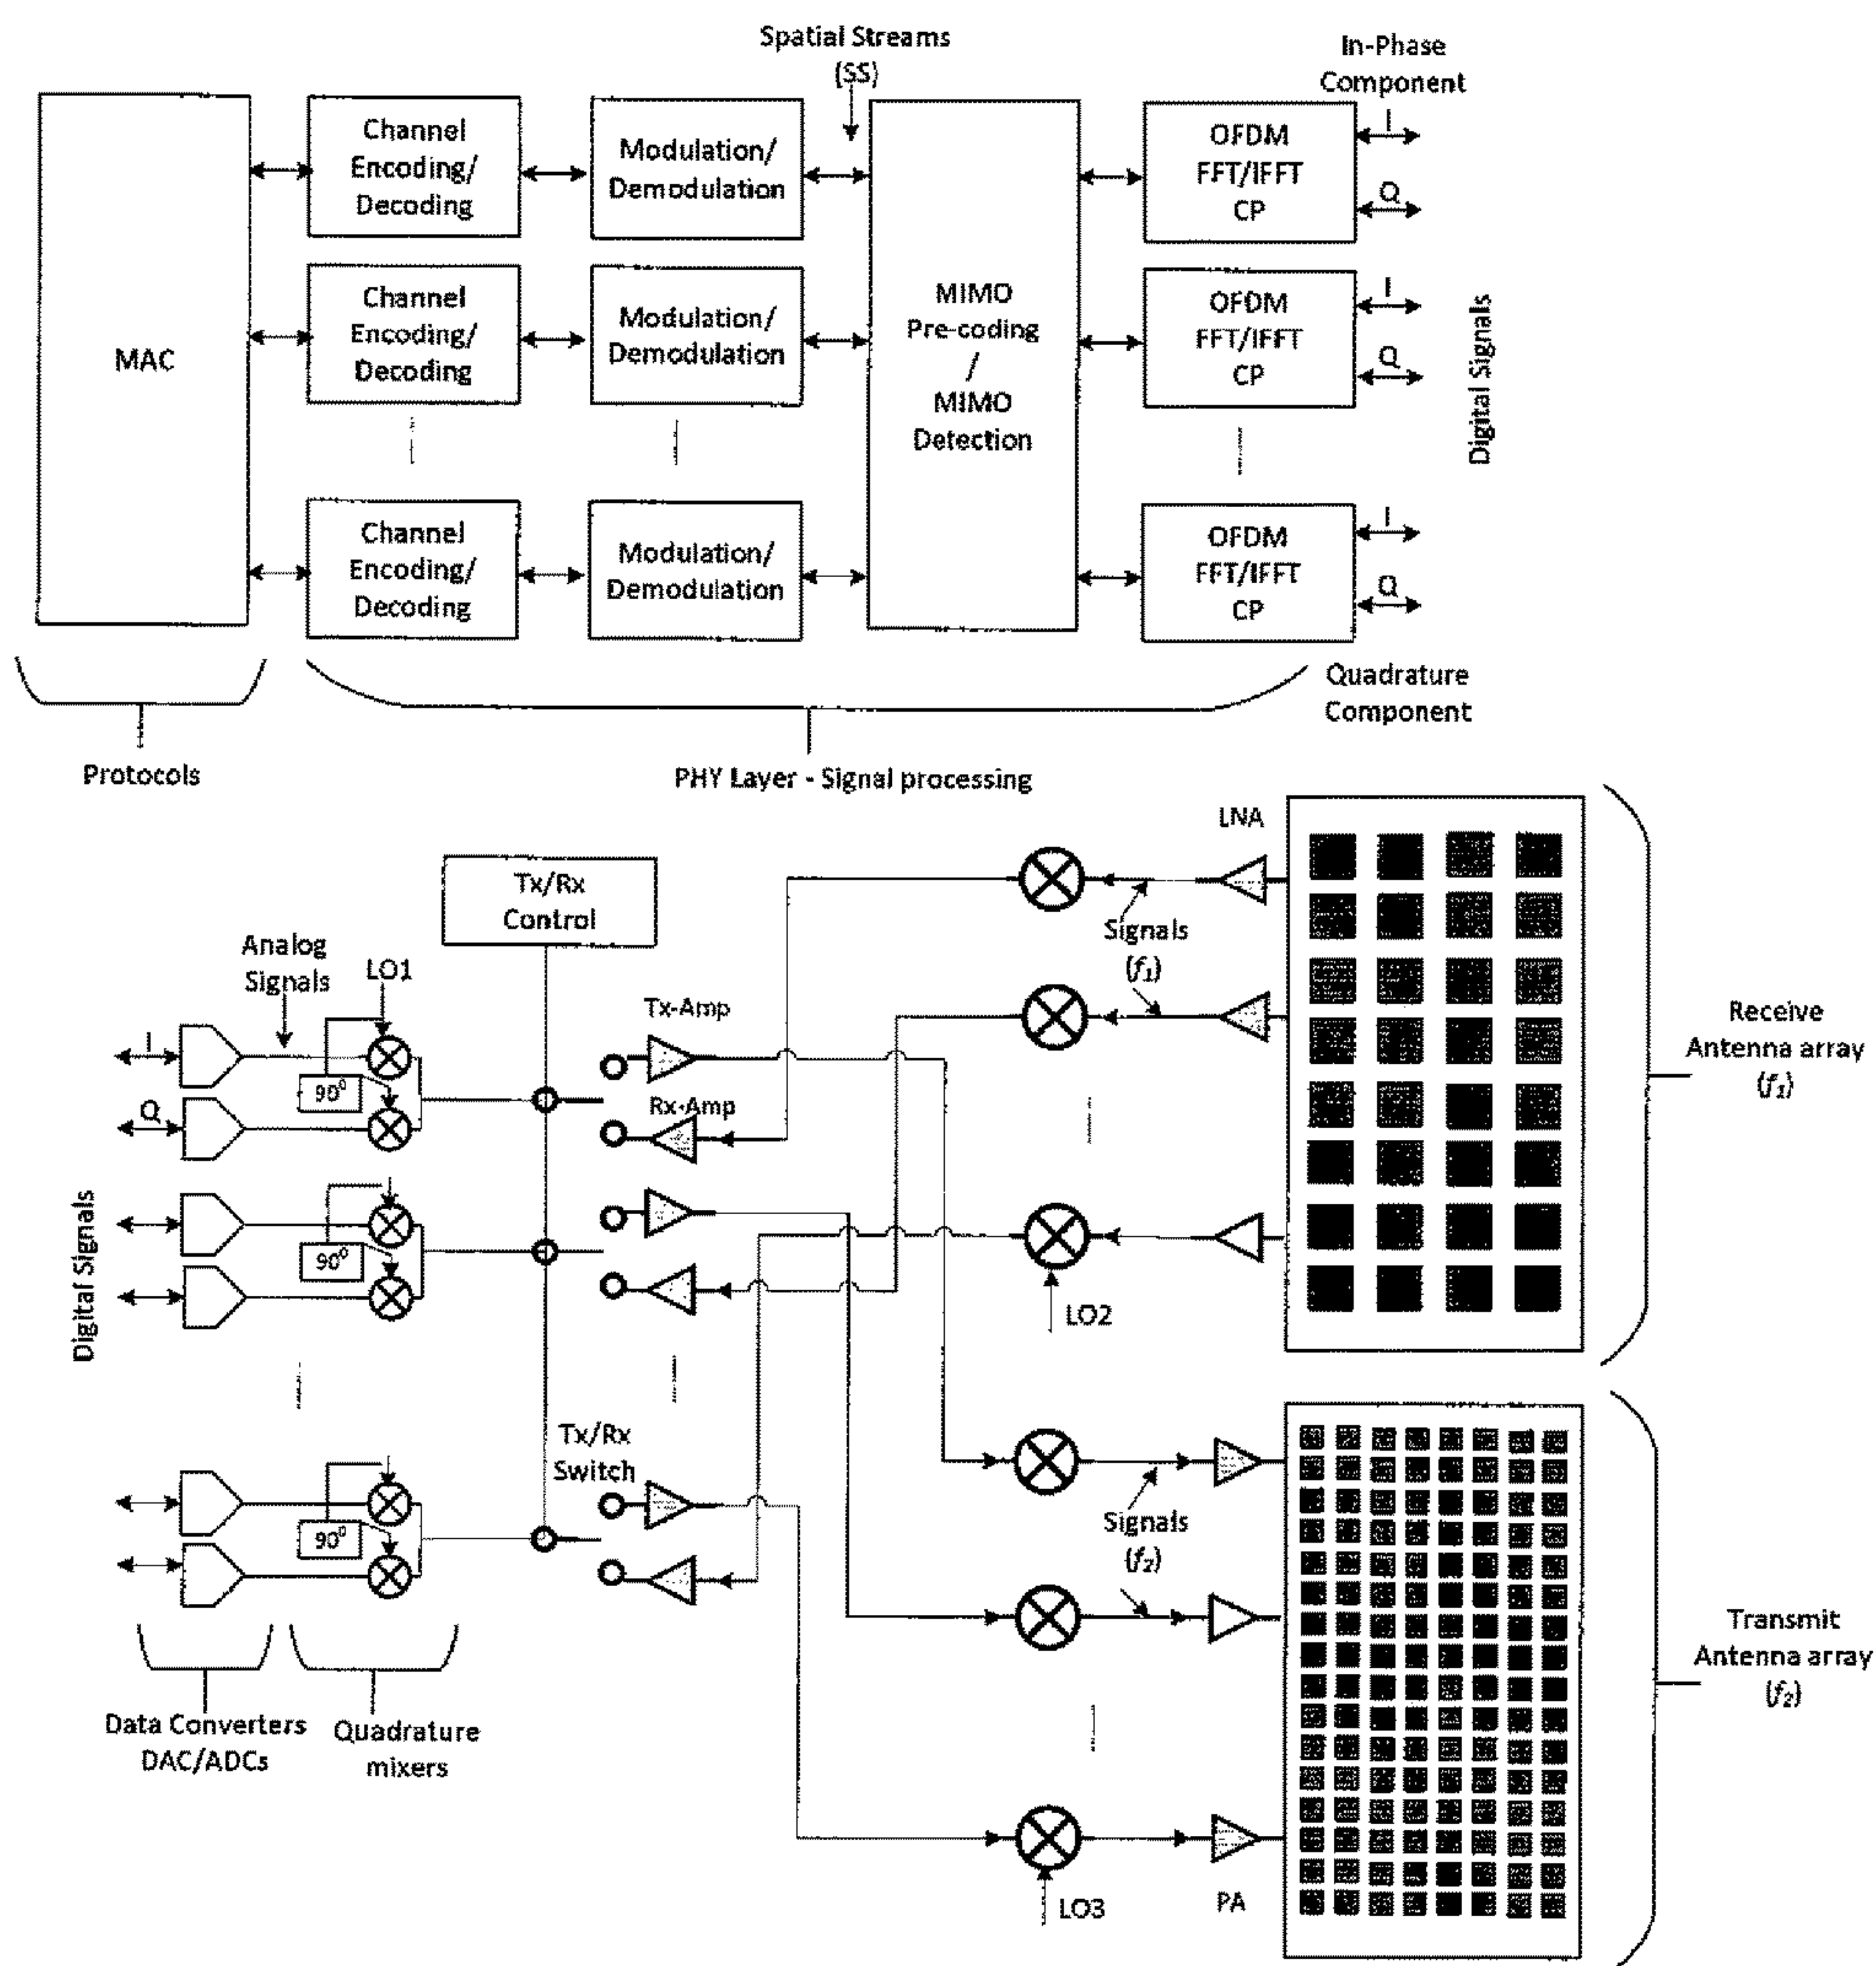 Spatial Streams
(SS)
In-Phase
Component
MAC
Channel
Encoding/
Decoding
Modulation/
Demodulation
OFDM
FFT/IFFT
CP
I
Q
Channel
Encoding/
Decoding
Modulation/
Demodulation
MIMO
Pre-coding
/
MIMO
Detection
OFDM
FFT/IFFT
CP
I
Q
Digital Signals
Channel
Encoding/
Decoding
Modulation/
Demodulation
OFDM
FFT/IFFT
CP
I
Q
Quadrature
Component
Protocols
PHY Layer - Signal processing
LNA
Tx/Rx
Control
Signals
(f₁)
Analog
Signals
LO1
Tx-Amp
Receive
Antenna array
(f₁)
I
90⁰
Q
Rx-Amp
Digital Signals
90⁰
LO2
Tx/Rx
Switch
90⁰
Signals
(f₂)
Transmit
Antenna array
(f₂)
Data Converters
DAC/ADCs
Quadrature
mixers
LO3
PA